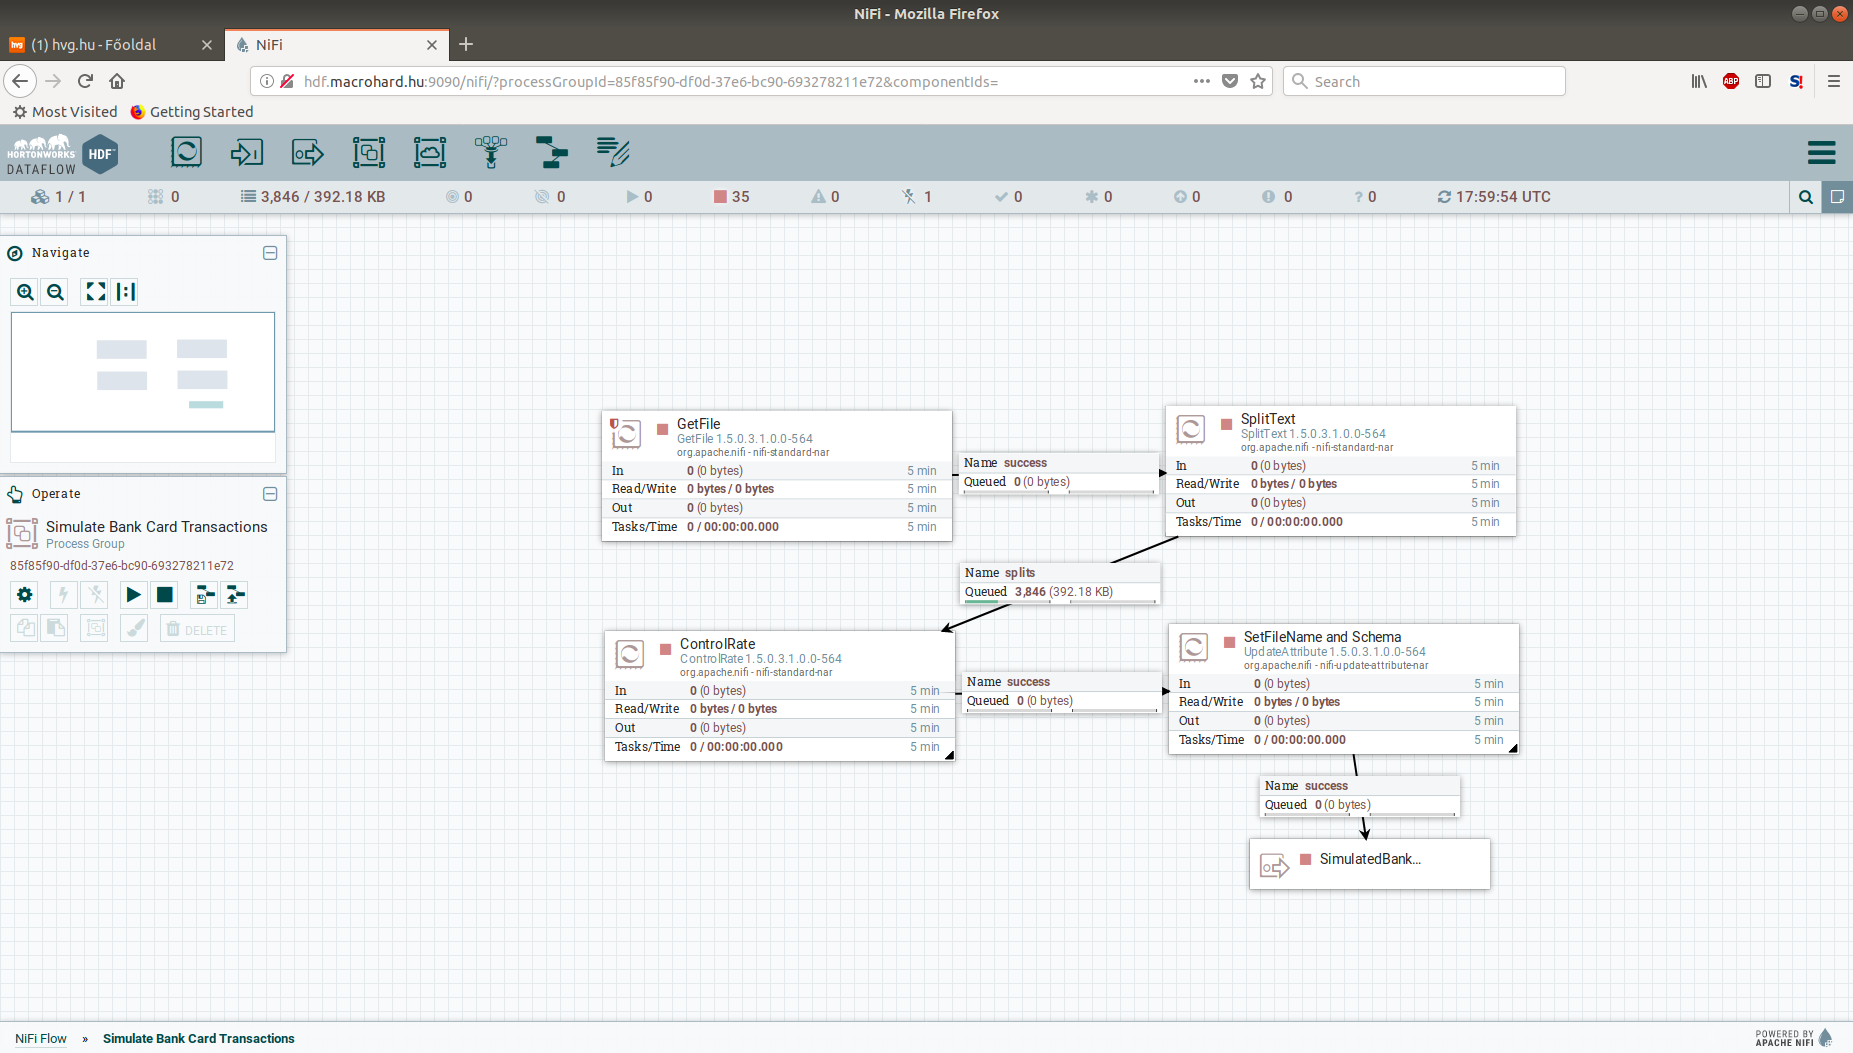 NiFi - Mozilla Firefox
hvg (1) hvg.hu - Főoldal
NiFi
hdf.macrohard.hu:9090/nifi/?processGroupId=85f85f90-df0d-37e6-bc90-693278211e72&componentIds=
Search
ABP
S!
Most Visited Getting Started
HORTONWORKS
DATAFLOW
HDF
1 / 1 0 3,846 / 392.18 KB 0 0 0 35 0 1 0 0 0 0 ? 0 17:59:54 UTC
Navigate
Operate
Simulate Bank Card Transactions
Process Group
85f85f90-df0d-37e6-bc90-693278211e72
DELETE
GetFile
GetFile 1.5.0.3.1.0.0-564
org.apache.nifi - nifi-standard-nar
In 0 (0 bytes) 5 min
Read/Write 0 bytes / 0 bytes 5 min
Out 0 (0 bytes) 5 min
Tasks/Time 0 / 00:00:00.000 5 min
Name success
Queued 0 (0 bytes)
SplitText
SplitText 1.5.0.3.1.0.0-564
org.apache.nifi - nifi-standard-nar
In 0 (0 bytes) 5 min
Read/Write 0 bytes / 0 bytes 5 min
Out 0 (0 bytes) 5 min
Tasks/Time 0 / 00:00:00.000 5 min
Name splits
Queued 3,846 (392.18 KB)
ControlRate
ControlRate 1.5.0.3.1.0.0-564
org.apache.nifi - nifi-standard-nar
In 0 (0 bytes) 5 min
Read/Write 0 bytes / 0 bytes 5 min
Out 0 (0 bytes) 5 min
Tasks/Time 0 / 00:00:00.000 5 min
Name success
Queued 0 (0 bytes)
SetFileName and Schema
UpdateAttribute 1.5.0.3.1.0.0-564
org.apache.nifi - nifi-update-attribute-nar
In 0 (0 bytes) 5 min
Read/Write 0 bytes / 0 bytes 5 min
Out 0 (0 bytes) 5 min
Tasks/Time 0 / 00:00:00.000 5 min
Name success
Queued 0 (0 bytes)
SimulatedBank...
NiFi Flow » Simulate Bank Card Transactions
POWERED BY
APACHE NIFI